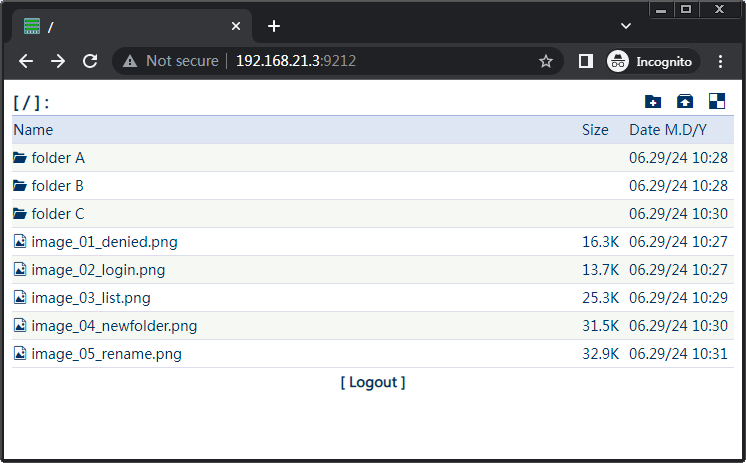 /
Not secure | 192.168.21.3:9212
Incognito
[ / ] :
Name Size Date M.D/Y
folder A 06.29/24 10:28
folder B 06.29/24 10:28
folder C 06.29/24 10:30
image_01_denied.png 16.3K 06.29/24 10:27
image_02_login.png 13.7K 06.29/24 10:27
image_03_list.png 25.3K 06.29/24 10:29
image_04_newfolder.png 31.5K 06.29/24 10:30
image_05_rename.png 32.9K 06.29/24 10:31
[ Logout ]